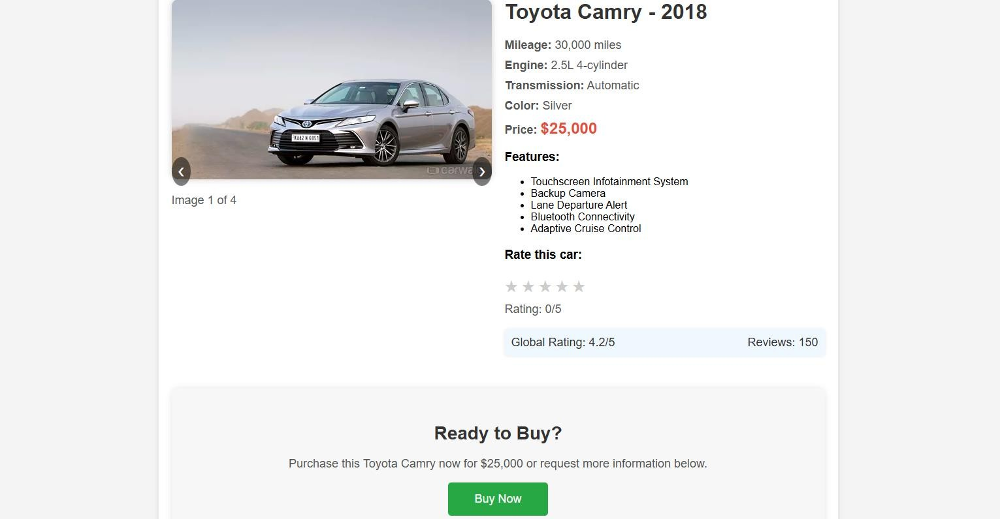 Toyota Camry - 2018
Mileage: 30,000 miles
Engine: 2.5L 4-cylinder
Transmission: Automatic
Color: Silver
Price: $25,000
Features:
Touchscreen Infotainment System
Backup Camera
Lane Departure Alert
Bluetooth Connectivity
Adaptive Cruise Control
Rate this car:
★ ★ ★ ★ ★
Rating: 0/5
Global Rating: 4.2/5 Reviews: 150
KA42 N 6851
carwa
‹ ›
Image 1 of 4
Ready to Buy?
Purchase this Toyota Camry now for $25,000 or request more information below.
Buy Now